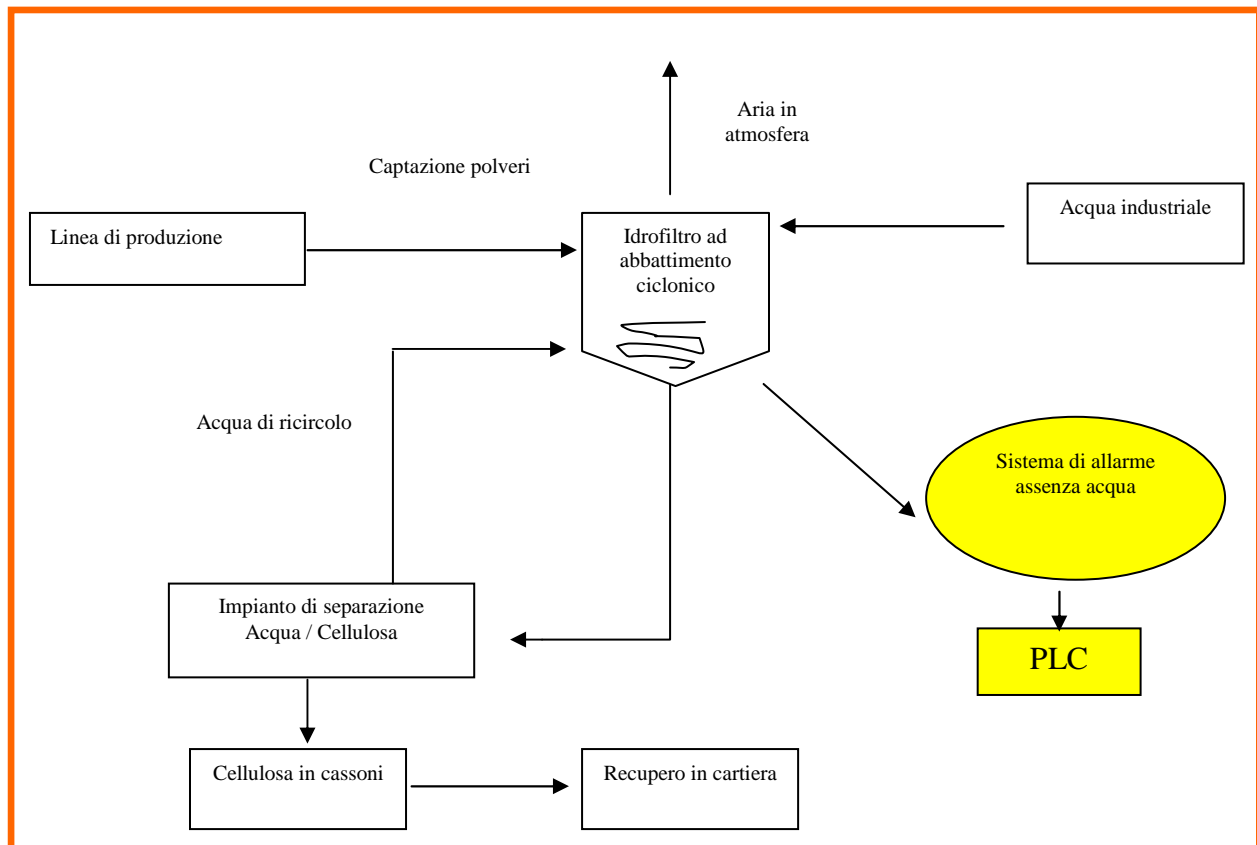 Aria in
atmosfera
Captazione polveri
Linea di produzione
Idrofiltro ad
abbattimento
ciclonico
Acqua industriale
Acqua di ricircolo
Sistema di allarme
assenza acqua
Impianto di separazione
Acqua / Cellulosa
PLC
Cellulosa in cassoni
Recupero in cartiera